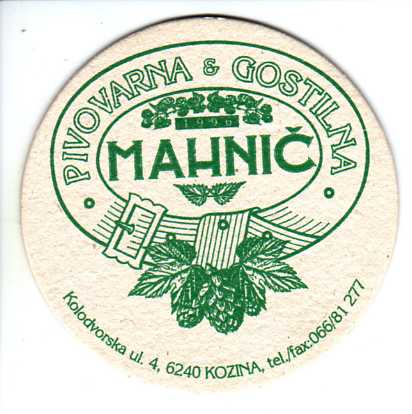 PIVOVARNA & GOSTILNA
1996
MAHNIČ
Kolodvorska ul. 4, 6240 KOZINA, tel./fax:066/81 277